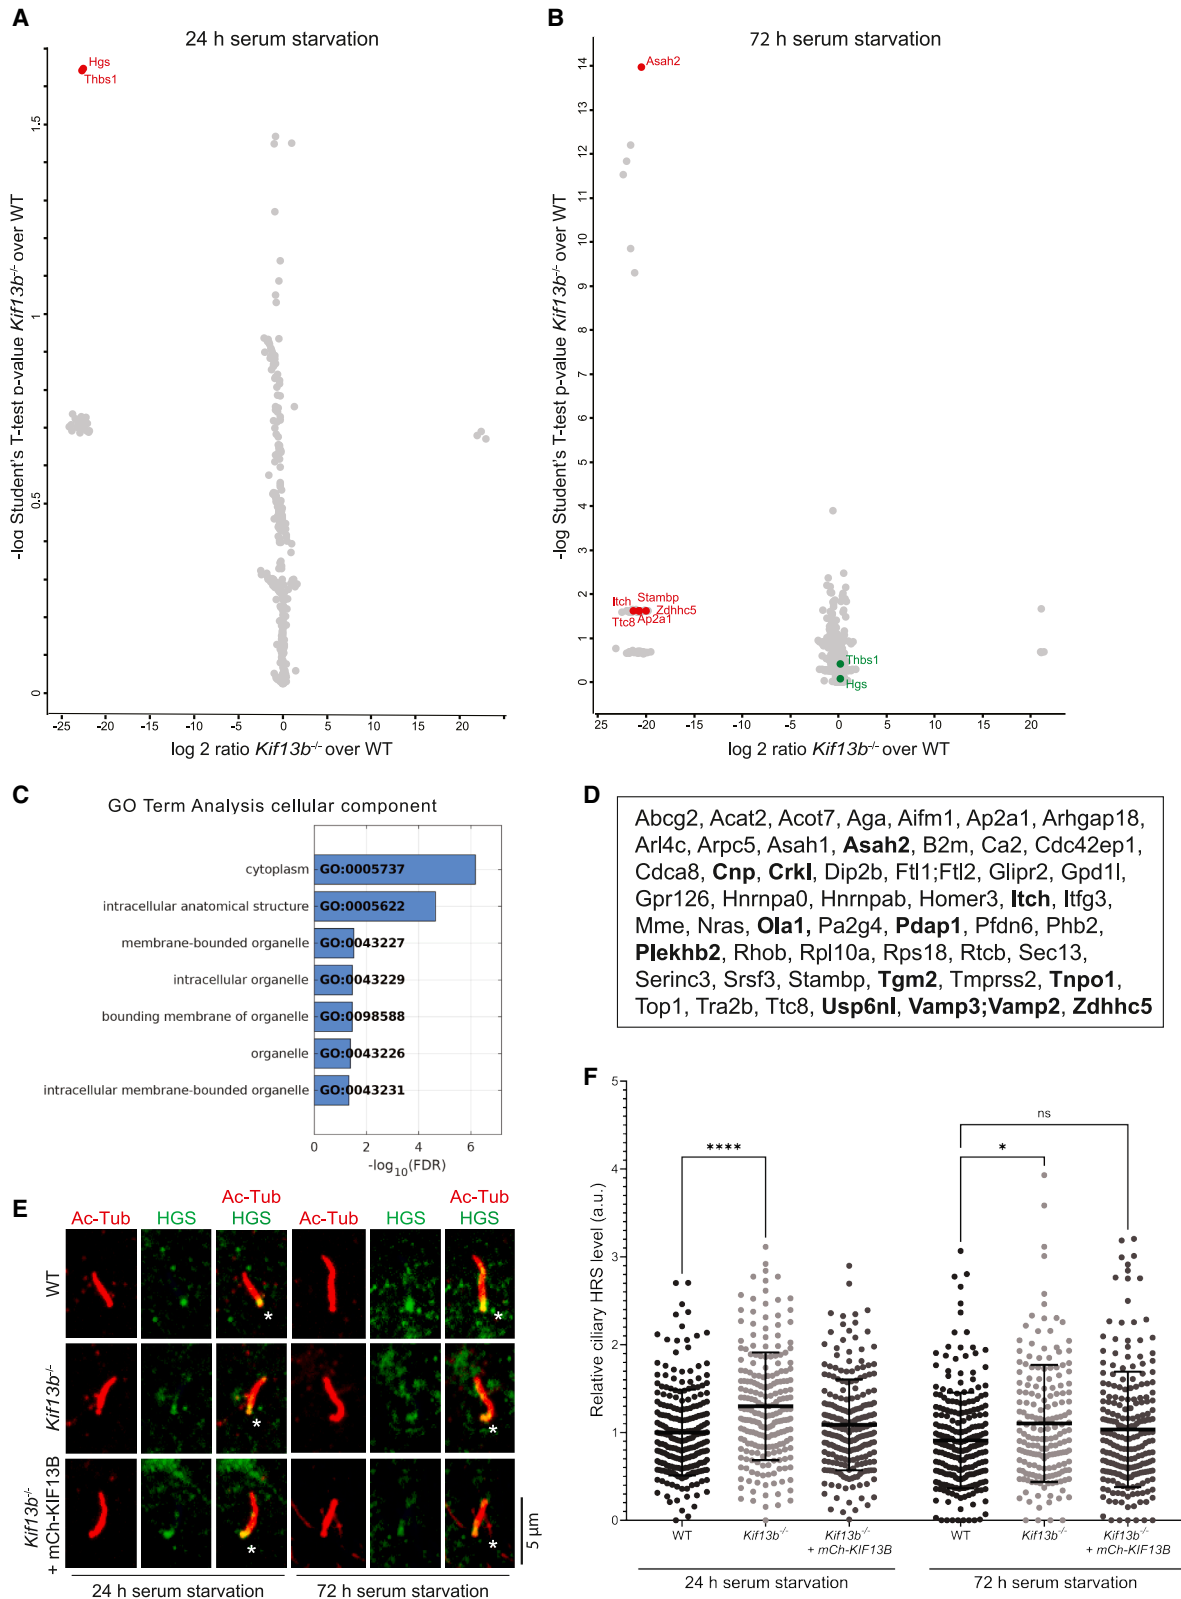 A
24 h serum starvation
Hgs
Thbs1
-log Student's T-test p-value Kif13b-/- over WT
1.5
1
0.5
0
-25 -20 -15 -10 -5 0 5 10 15 20
log 2 ratio Kif13b-/- over WT
B
72 h serum starvation
Asah2
-log Student's T-test p-value Kif13b-/- over WT
14
13
12
11
10
9
8
7
6
5
4
3
2
1
0
Itch Stambp
Zdhhc5
Ttc8 Ap2a1
Thbs1
Hgs
-25 -20 -15 -10 -5 0 5 10 15 20
log 2 ratio Kif13b-/- over WT
C
GO Term Analysis cellular component
cytoplasm GO:0005737
intracellular anatomical structure GO:0005622
membrane-bounded organelle GO:0043227
intracellular organelle GO:0043229
bounding membrane of organelle GO:0098588
organelle GO:0043226
intracellular membrane-bounded organelle GO:0043231
0 2 4 6
-log10(FDR)
D
Abcg2, Acat2, Acot7, Aga, Aifm1, Ap2a1, Arhgap18,
Arl4c, Arpc5, Asah1, Asah2, B2m, Ca2, Cdc42ep1,
Cdca8, Cnp, Crkl, Dip2b, Ftl1;Ftl2, Glipr2, Gpd1l,
Gpr126, Hnrnpa0, Hnrnpab, Homer3, Itch, Itfg3,
Mme, Nras, Ola1, Pa2g4, Pdap1, Pfdn6, Phb2,
Plekhb2, Rhob, Rpl10a, Rps18, Rtcb, Sec13,
Serinc3, Srsf3, Stambp, Tgm2, Tmprss2, Tnpo1,
Top1, Tra2b, Ttc8, Usp6nl, Vamp3;Vamp2, Zdhhc5
E
Ac-Tub Ac-Tub
Ac-Tub HGS HGS Ac-Tub HGS HGS
WT
*
*
Kif13b-/-
*
*
Kif13b-/-
+ mCh-KIF13B
*
*
5 µm
24 h serum starvation 72 h serum starvation
F
Relative ciliary HRS level (a.u.)
5
4
3
2
1
0
****
*
ns
WT Kif13b-/- Kif13b-/- WT Kif13b-/- Kif13b-/-
+ mCh-KIF13B + mCh-KIF13B
24 h serum starvation 72 h serum starvation